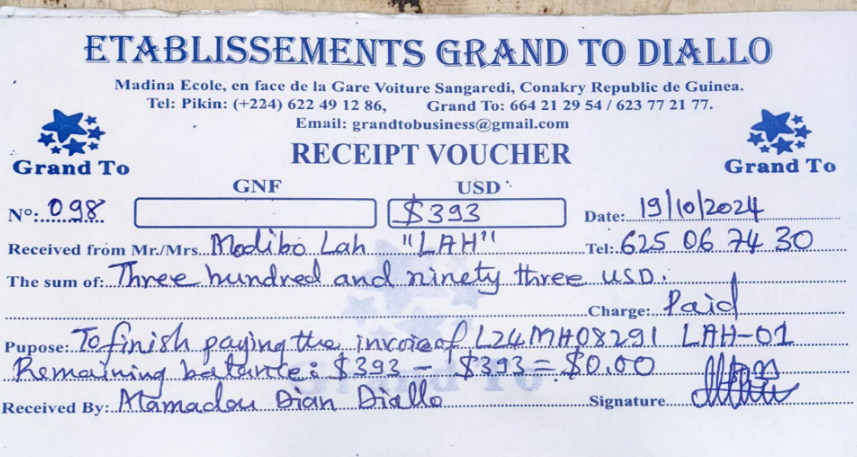 ETABLISSEMENTS GRAND TO DIALLO
Madina Ecole, en face de la Gare Voiture Sangaredi, Conakry Republic de Guinea.
Tel: Pikin: (+224) 622 49 12 86, Grand To: 664 21 29 54 / 623 77 21 77.
Email: grandtobusiness@gmail.com
Grand To RECEIPT VOUCHER Grand To
GNF USD
N°: 098 $393 Date: 19/10/2024
Received from Mr./Mrs. Modibo Lah "LAH" Tel: 625 06 74 30
The sum of: Three hundred and ninety three USD.
Charge: Paid
Pupose: To finish paying the invoice of L24MH08291 LAH-01
Remaining balance: $393 - $393 = $0.00
Received By: Mamadou Dian Diallo Signature